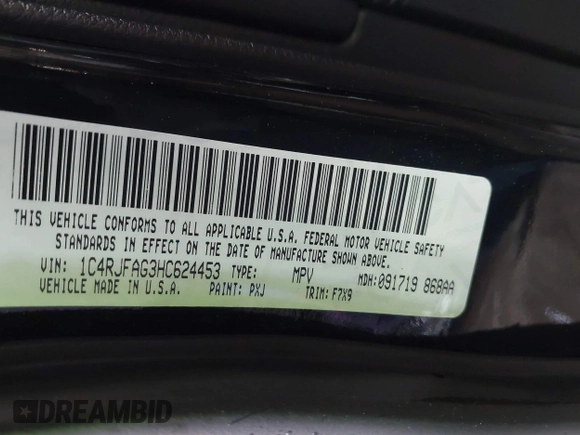 THIS VEHICLE CONFORMS TO ALL APPLICABLE U.S.A. FEDERAL MOTOR VEHICLE SAFETY
STANDARDS IN EFFECT ON THE DATE OF MANUFACTURE SHOWN ABOVE.
VIN: 1C4RJFAG3HC624453 TYPE: MPV MDH:091719 868AA
VEHICLE MADE IN U.S.A. PAINT: PXJ TRIM: F7X9
DREAMBID